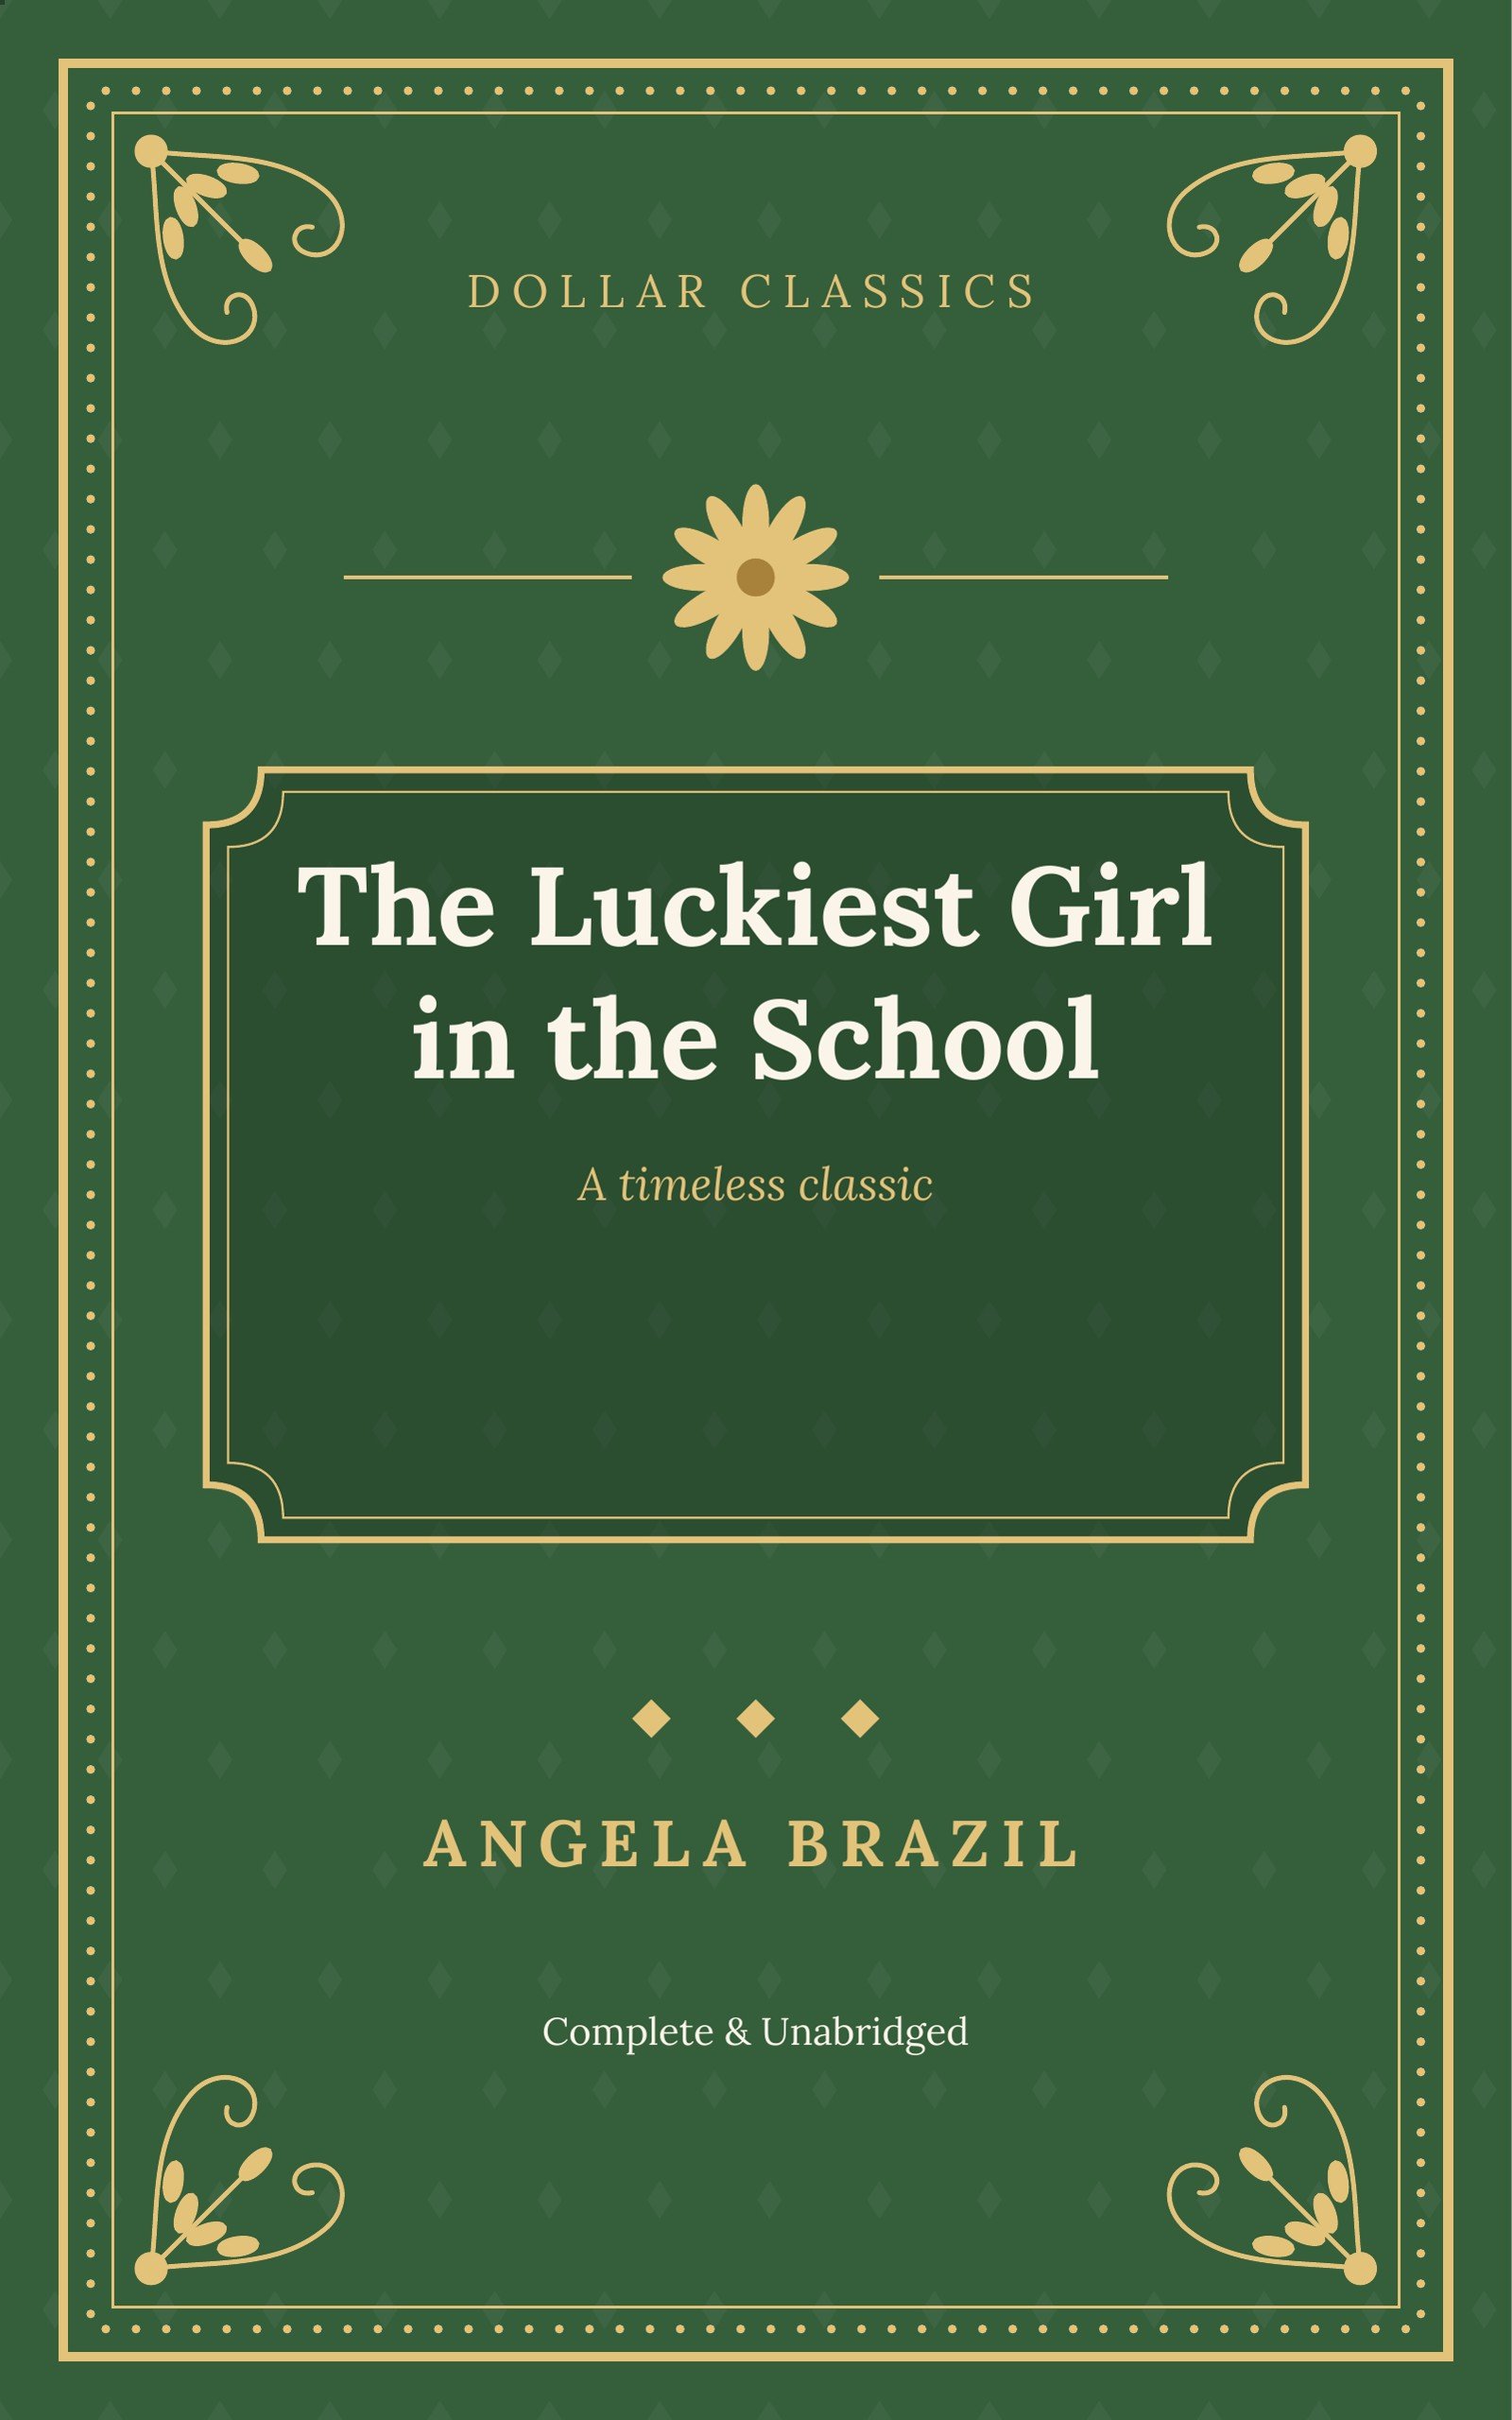 DOLLAR CLASSICS
The Luckiest Girl
in the School
A timeless classic
ANGELA BRAZIL
Complete & Unabridged